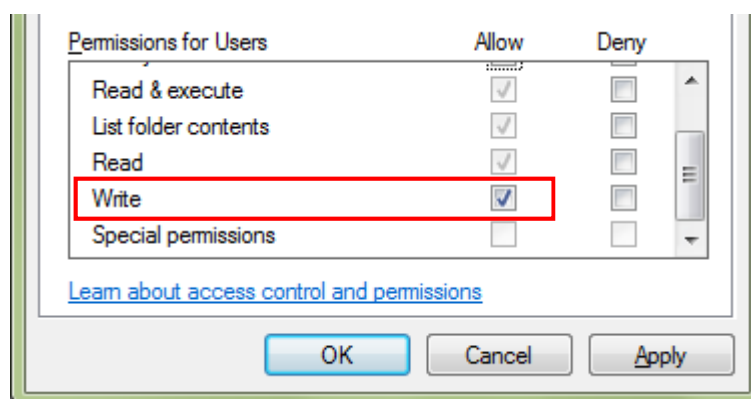 Permissions for Users Allow Deny
Read & execute
List folder contents
Read
Write
Special permissions
Learn about access control and permissions
OK Cancel Apply